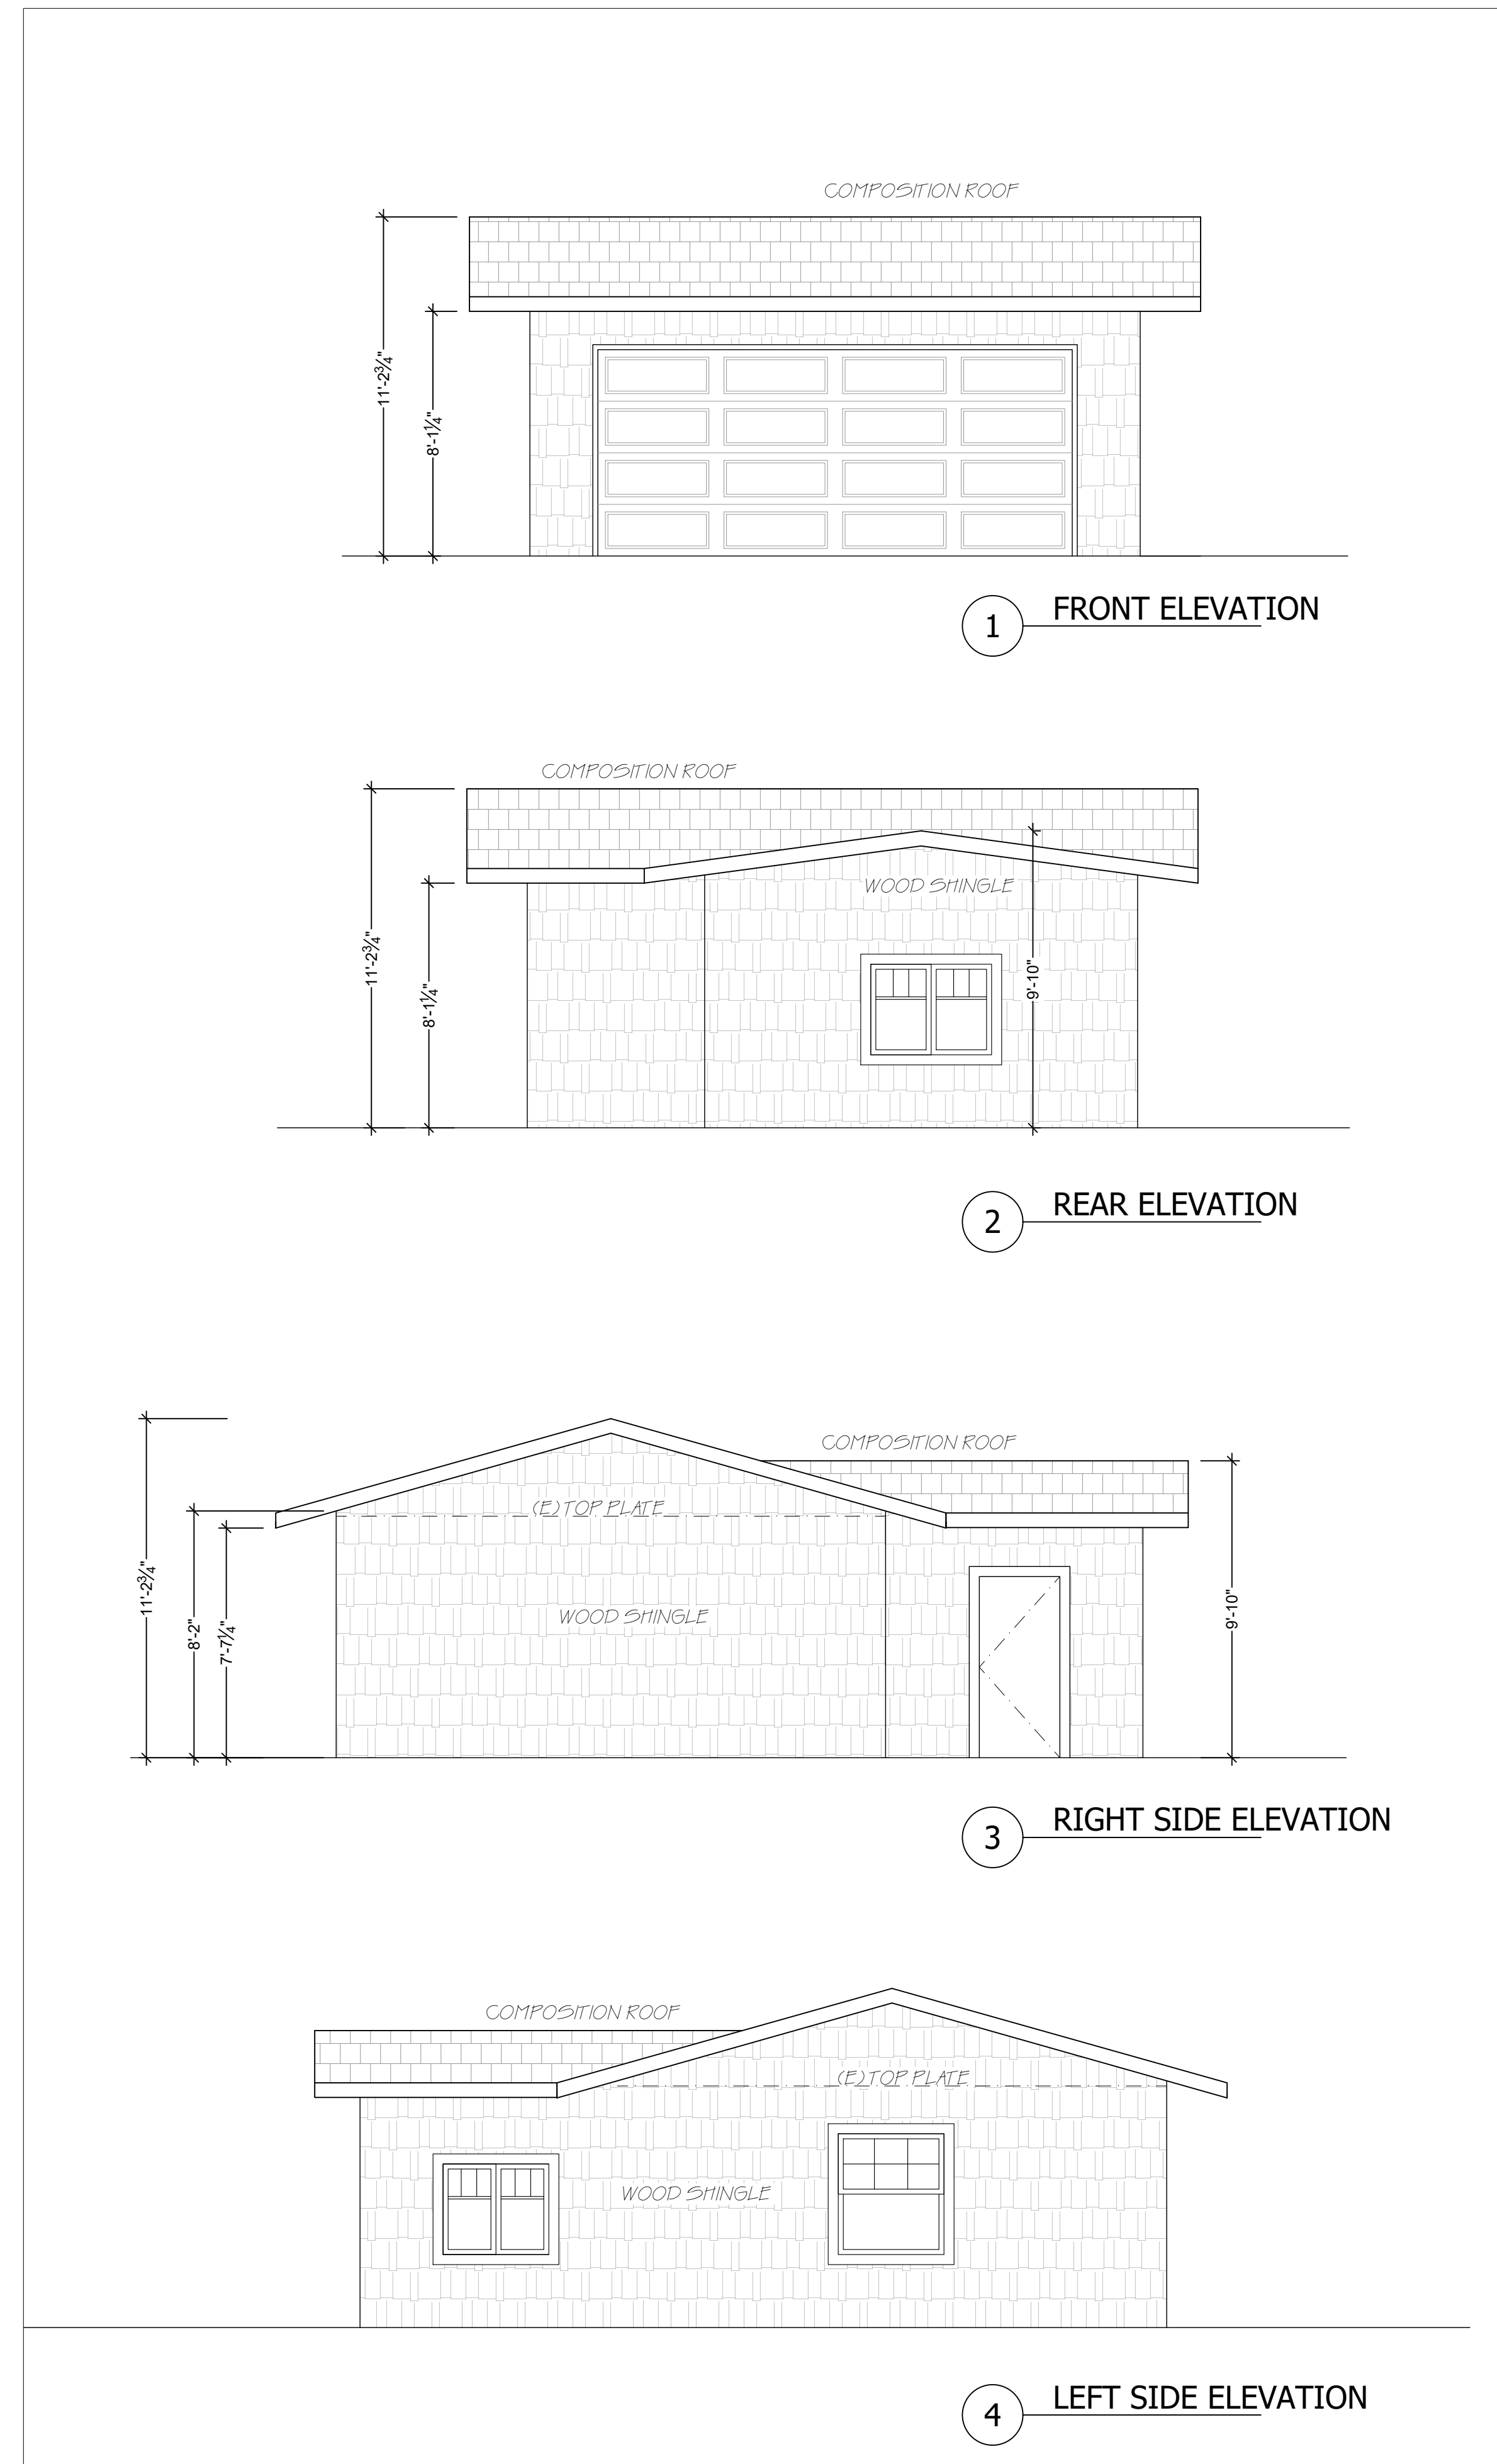 COMPOSITION ROOF
11'-2¾"
8'-1¼"
1 FRONT ELEVATION
COMPOSITION ROOF
WOOD SHINGLE
11'-2¾"
8'-1¼"
9'-10"
2 REAR ELEVATION
COMPOSITION ROOF
(E) TOP PLATE
11'-2¾"
8'-2"
7'-7¼"
WOOD SHINGLE
9'-10"
3 RIGHT SIDE ELEVATION
COMPOSITION ROOF
(E) TOP PLATE
WOOD SHINGLE
4 LEFT SIDE ELEVATION